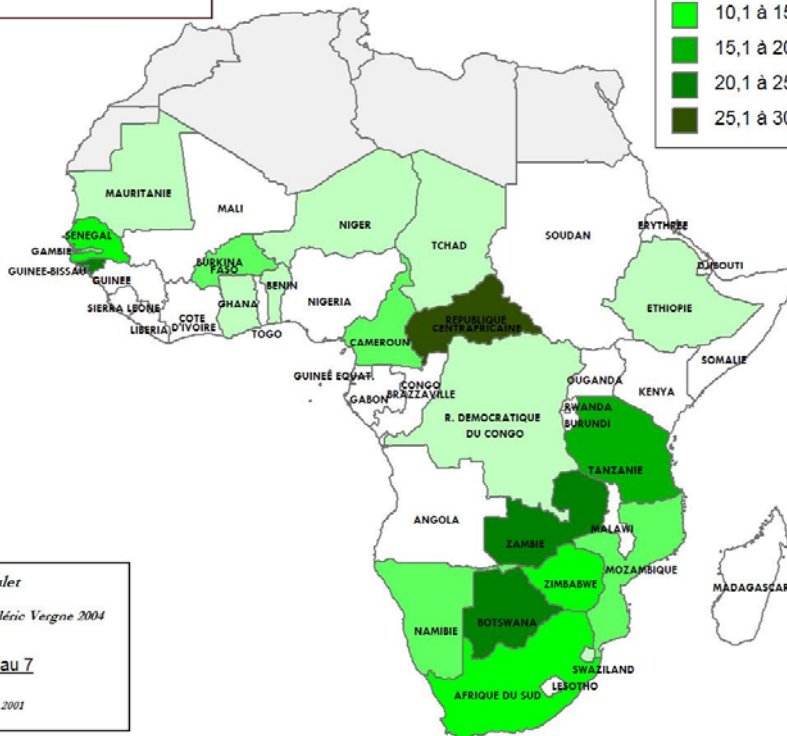 10,1 à 15
15,1 à 20
20,1 à 25
25,1 à 30
MAURITANIE
MALI
NIGER
TCHAD
SOUDAN
ERYTHREE
DJIBOUTI
SENEGAL
GAMBIE
GUINEE-BISSAU
GUINEE
SIERRA LEONE
LIBERIA
COTE
D'IVOIRE
BURKINA
FASO
GHANA
BENIN
TOGO
NIGERIA
CAMEROUN
REPUBLIQUE
CENTRAFRICAINE
ETHIOPIE
SOMALIE
GUINEÉ EQUAT.
GABON
CONGO
BRAZZAVILLE
R. DEMOCRATIQUE
DU CONGO
OUGANDA
KENYA
RWANDA
BURUNDI
TANZANIE
ANGOLA
ZAMBIE
MALAWI
MOZAMBIQUE
ZIMBABWE
MADAGASCAR
NAMIBIE
BOTSWANA
SWAZILAND
LESOTHO
AFRIQUE DU SUD
Vergne 2004
au 7
2001